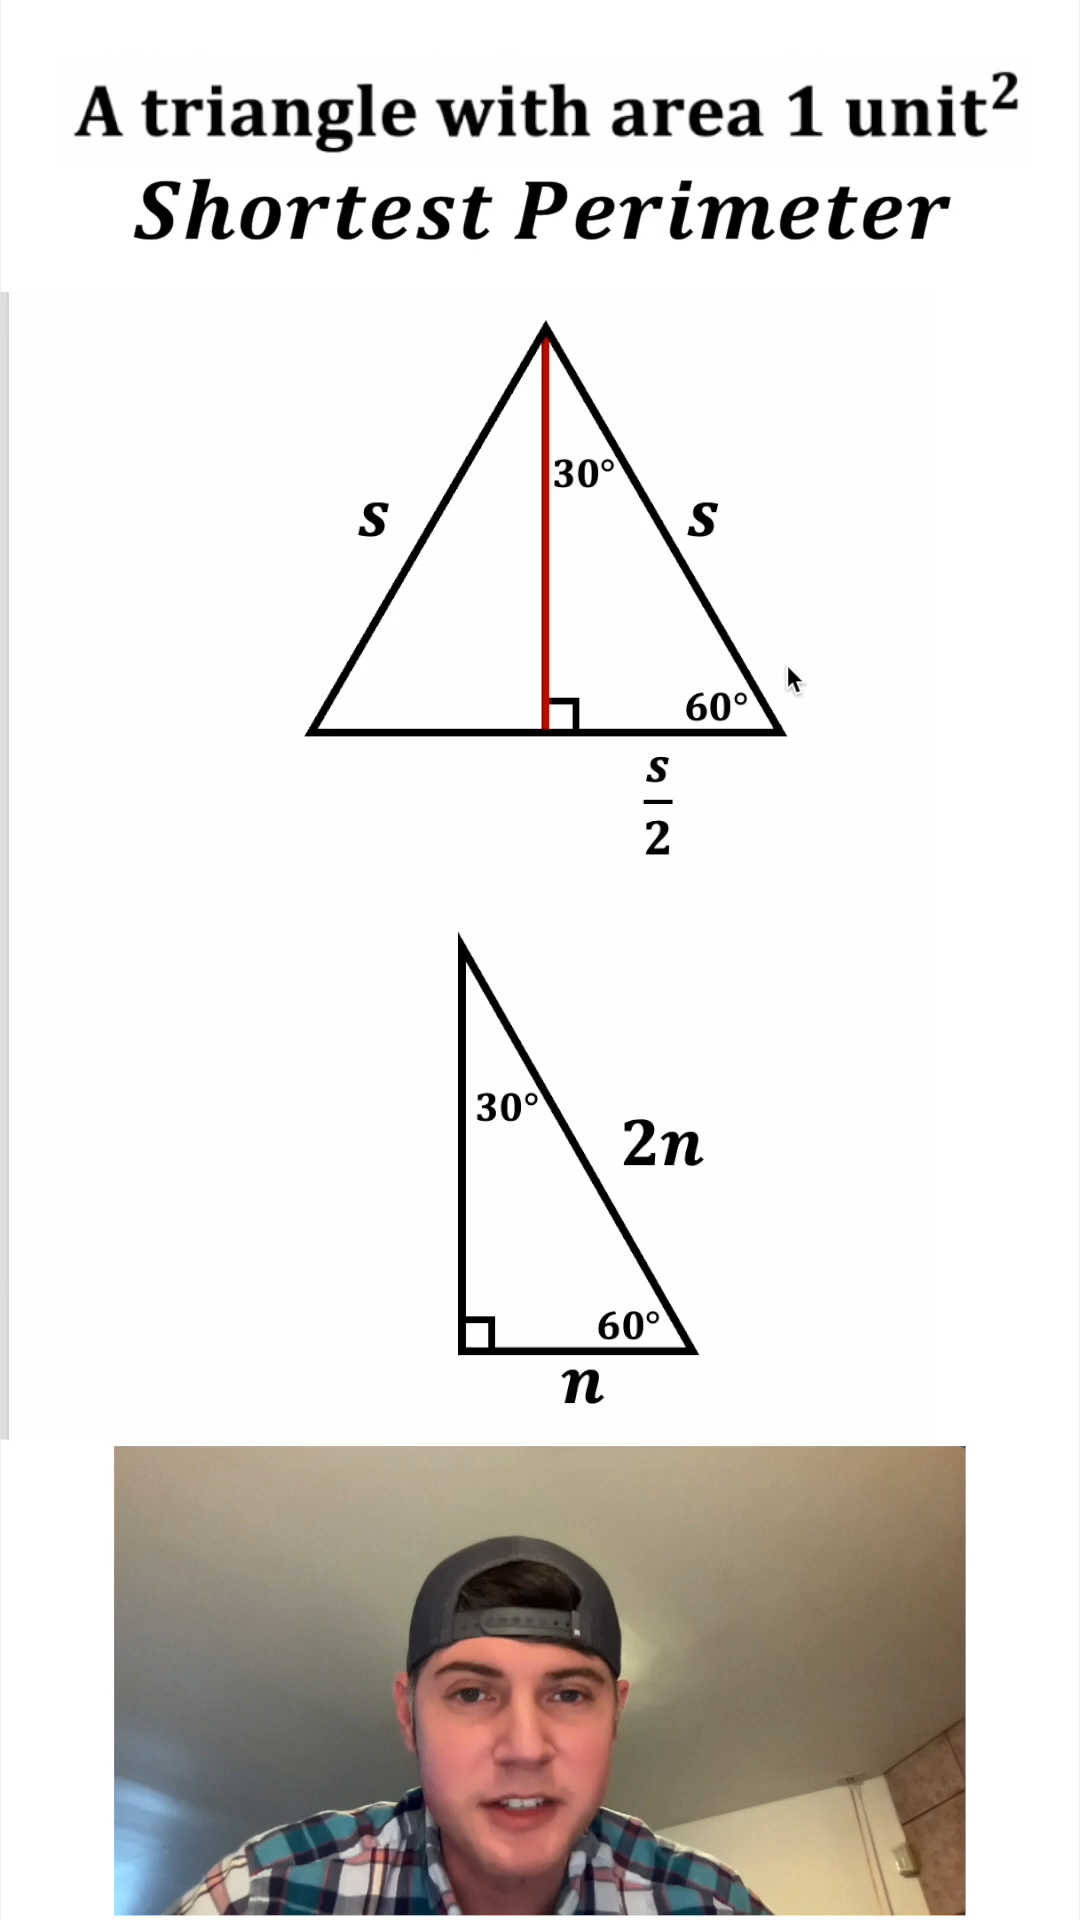 A triangle with area 1 unit²
Shortest Perimeter
30°
s
s
60°
s
2
30°
2n
60°
n